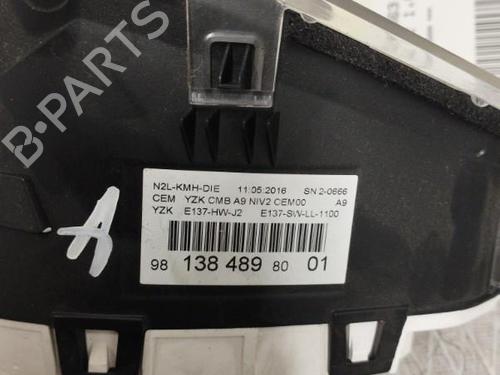 B-PARTS
N2L-KMH-DIE 11:05:2016 SN 2-0666
CEM YZK CMB A9 NIV2 CEM00 A9
YZK E137-HW-J2 E137-SW-LL-1100
98 138 489 80 01
A